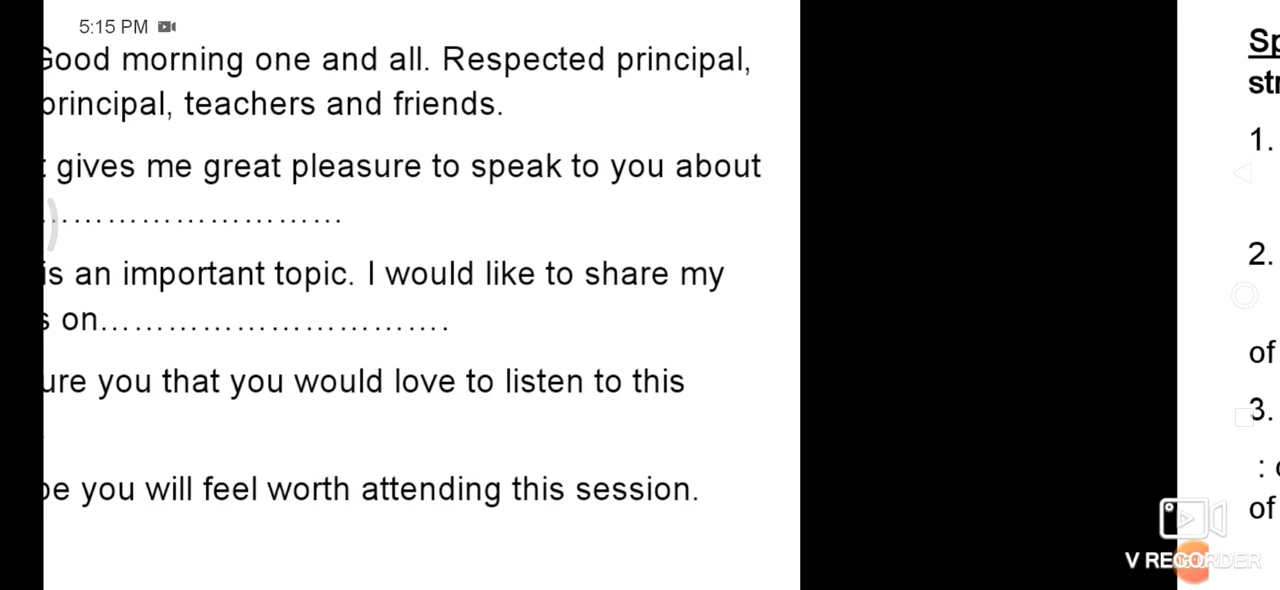 5:15 PM
Good morning one and all. Respected principal,
principal, teachers and friends.
gives me great pleasure to speak to you about
…………………………
is an important topic. I would like to share my
s on………………………….
ure you that you would love to listen to this
pe you will feel worth attending this session.
Sp
str
1.
2.
of
3.
: c
of
V RECORDER